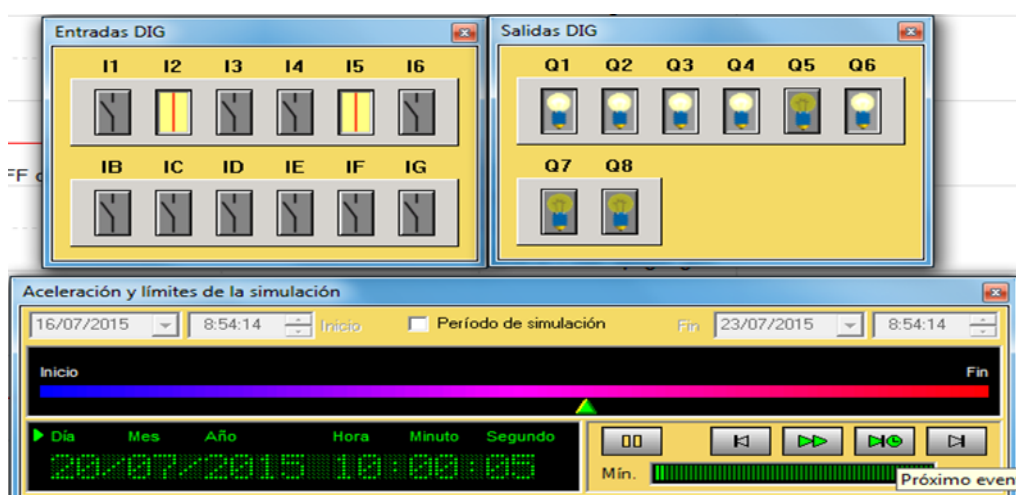 Entradas DIG
I1 I2 I3 I4 I5 I6
IB IC ID IE IF IG
Salidas DIG
Q1 Q2 Q3 Q4 Q5 Q6
Q7 Q8
FF
Aceleración y límites de la simulación
16/07/2015 8:54:14 Inicio Período de simulación Fin 23/07/2015 8:54:14
Inicio Fin
Día Mes Año Hora Minuto Segundo
20/07/2015 10:00:05
Mín.
Próximo even